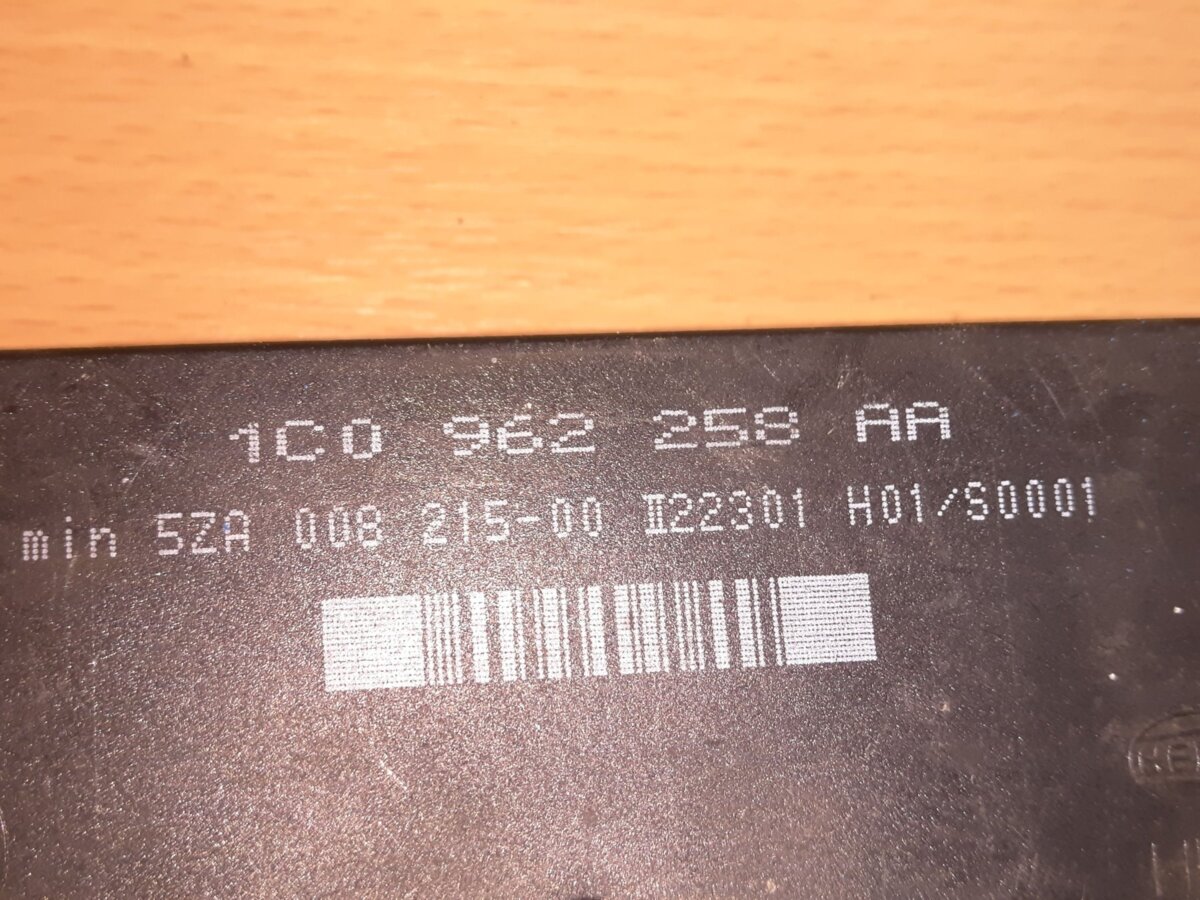 1C0 962 258 AA
min 5ZA 008 215-00 II22301 H01/S0001